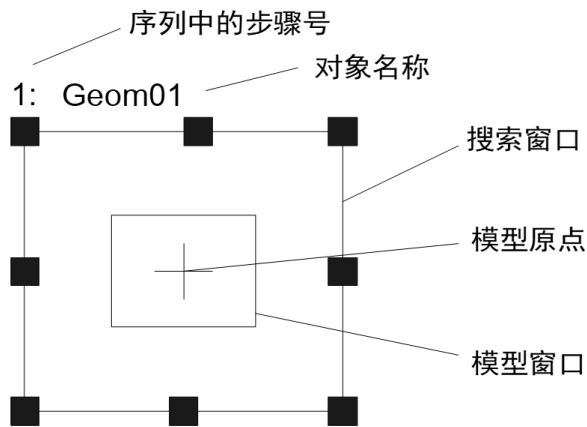 序列中的步骤号
对象名称
1: Geom01
搜索窗口
模型原点
模型窗口